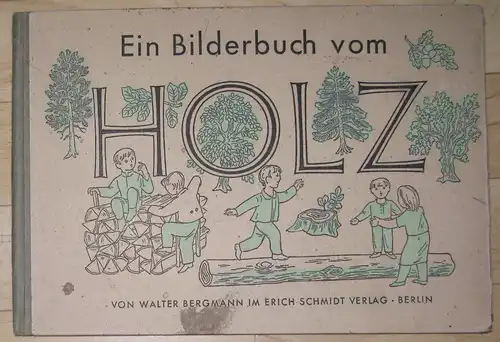 Ein Bilderbuch vom
HOLZ
VON WALTER BERGMANN IM ERICH SCHMIDT VERLAG · BERLIN